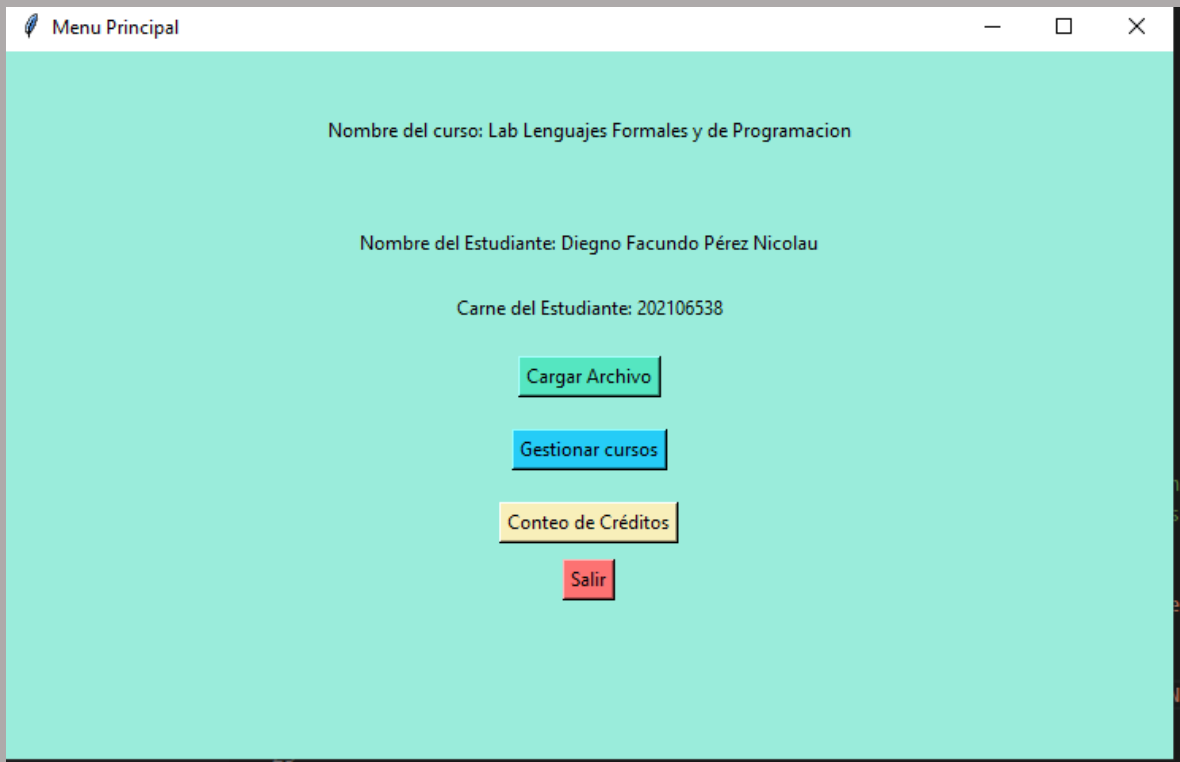 Menu Principal
Nombre del curso: Lab Lenguajes Formales y de Programacion
Nombre del Estudiante: Diegno Facundo Pérez Nicolau
Carne del Estudiante: 202106538
Cargar Archivo
Gestionar cursos
Conteo de Créditos
Salir